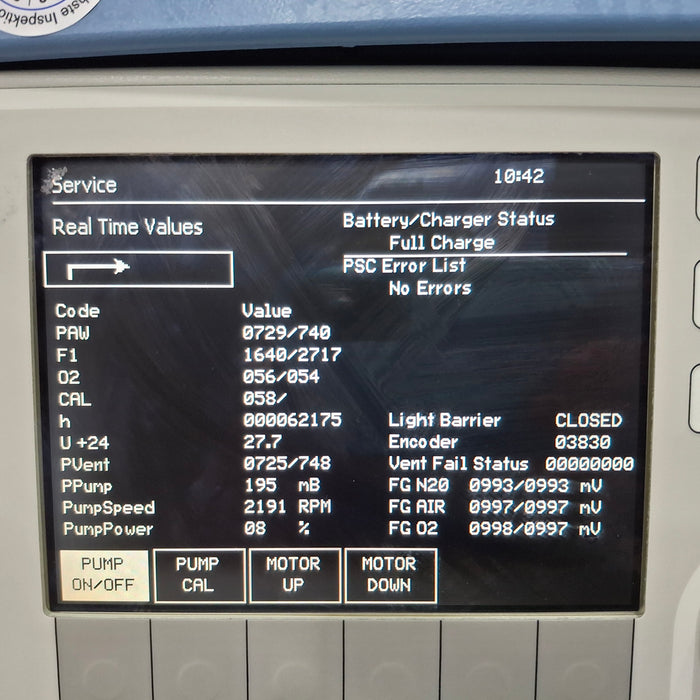 hste Inspektio
Service 10:42
Real Time Values
Battery/Charger Status
Full Charge
PSC Error List
No Errors
Code Value
PAW 0729/740
F1 1640/2717
O2 056/054
CAL 058/
h 000062175 Light Barrier CLOSED
U +24 27.7 Encoder 03830
PVent 0725/748 Vent Fail Status 00000000
PPump 195 mB FG N20 0993/0993 mV
PumpSpeed 2191 RPM FG AIR 0997/0997 mV
PumpPower 08 % FG O2 0998/0997 mV
PUMP ON/OFF
PUMP CAL
MOTOR UP
MOTOR DOWN